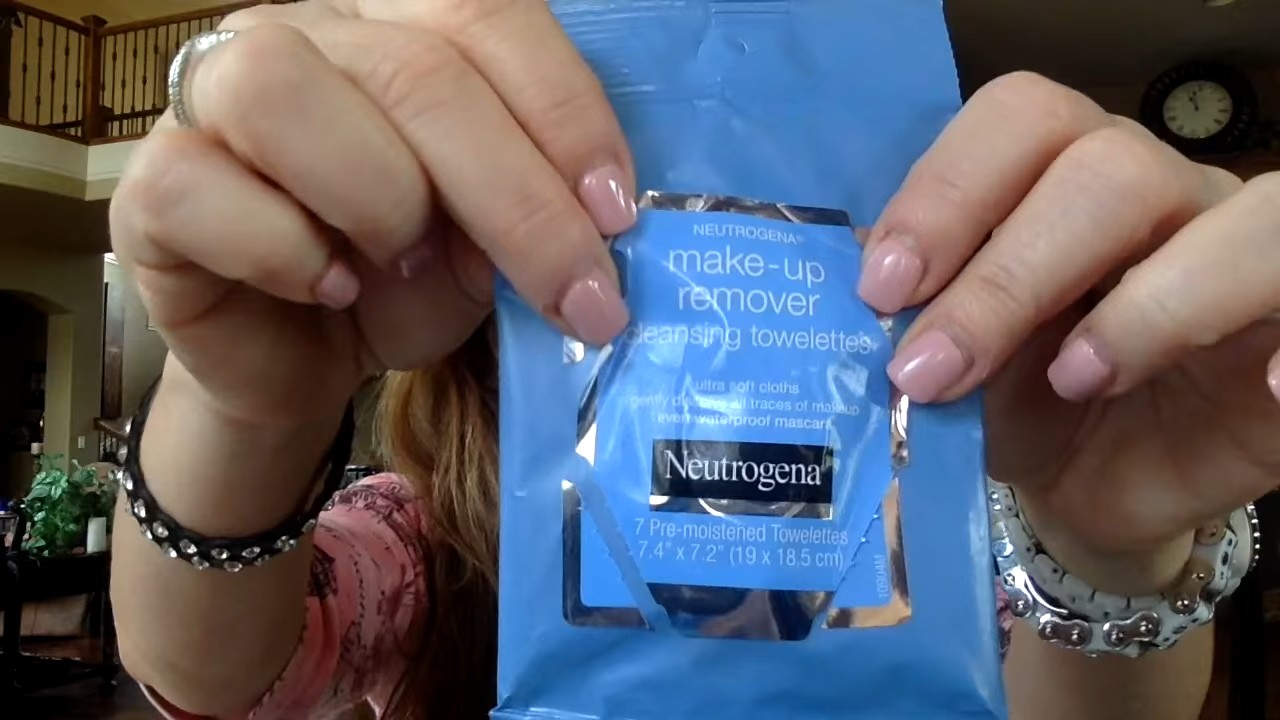 NEUTROGENA®
make-up
remover
cleansing towelettes
ultra soft cloths
gently dissolve all traces of makeup
even waterproof mascara
Neutrogena®
7 Pre-moistened Towelettes
7.4" x 7.2" (19 x 18.5 cm)